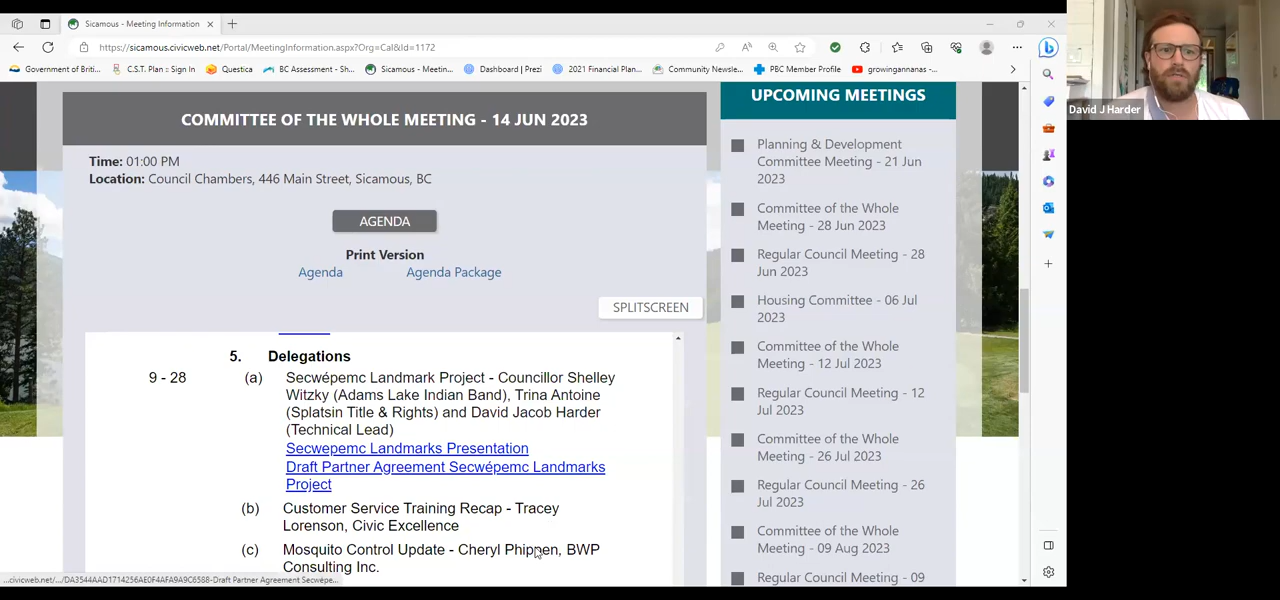 Sicamous - Meeting Information
https://sicamous.civicweb.net/Portal/MeetingInformation.aspx?Org=Cal&Id=1172
Government of Briti...
C.S.T. Plan :: Sign In
Questica
BC Assessment - Sh...
Sicamous - Meetin...
Dashboard | Prezi
2021 Financial Plan...
Community Newsle...
PBC Member Profile
growingannanas -...
David J Harder
COMMITTEE OF THE WHOLE MEETING - 14 JUN 2023
Time: 01:00 PM
Location: Council Chambers, 446 Main Street, Sicamous, BC
AGENDA
Print Version
Agenda
Agenda Package
SPLITSCREEN
5. Delegations
9 - 28 (a) Secwépemc Landmark Project - Councillor Shelley
Witzky (Adams Lake Indian Band), Trina Antoine
(Splatsin Title & Rights) and David Jacob Harder
(Technical Lead)
Secwepemc Landmarks Presentation
Draft Partner Agreement Secwépemc Landmarks
Project
(b) Customer Service Training Recap - Tracey
Lorenson, Civic Excellence
(c) Mosquito Control Update - Cheryl Phippen, BWP
Consulting Inc.
UPCOMING MEETINGS
Planning & Development
Committee Meeting - 21 Jun
2023
Committee of the Whole
Meeting - 28 Jun 2023
Regular Council Meeting - 28
Jun 2023
Housing Committee - 06 Jul
2023
Committee of the Whole
Meeting - 12 Jul 2023
Regular Council Meeting - 12
Jul 2023
Committee of the Whole
Meeting - 26 Jul 2023
Regular Council Meeting - 26
Jul 2023
Committee of the Whole
Meeting - 09 Aug 2023
Regular Council Meeting - 09